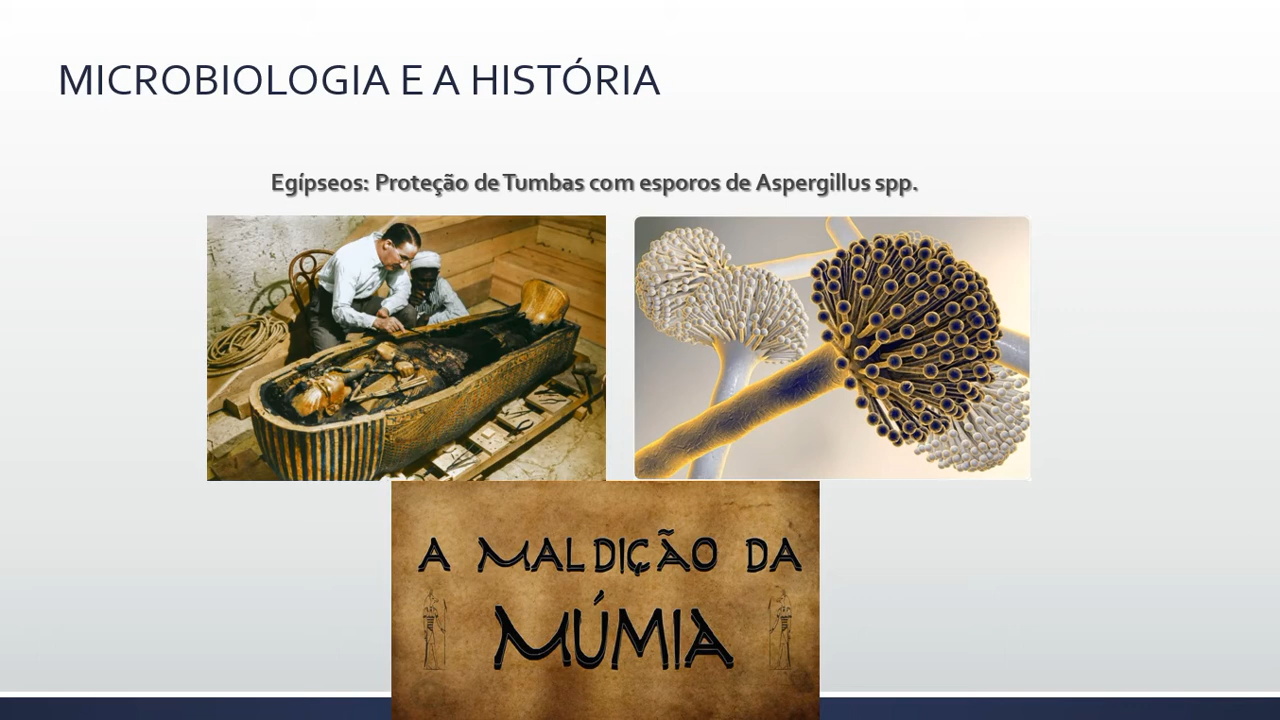 MICROBIOLOGIA E A HISTÓRIA
Egípseos: Proteção de Tumbas com esporos de Aspergillus spp.
A MALDIÇÃO DA
MÚMIA